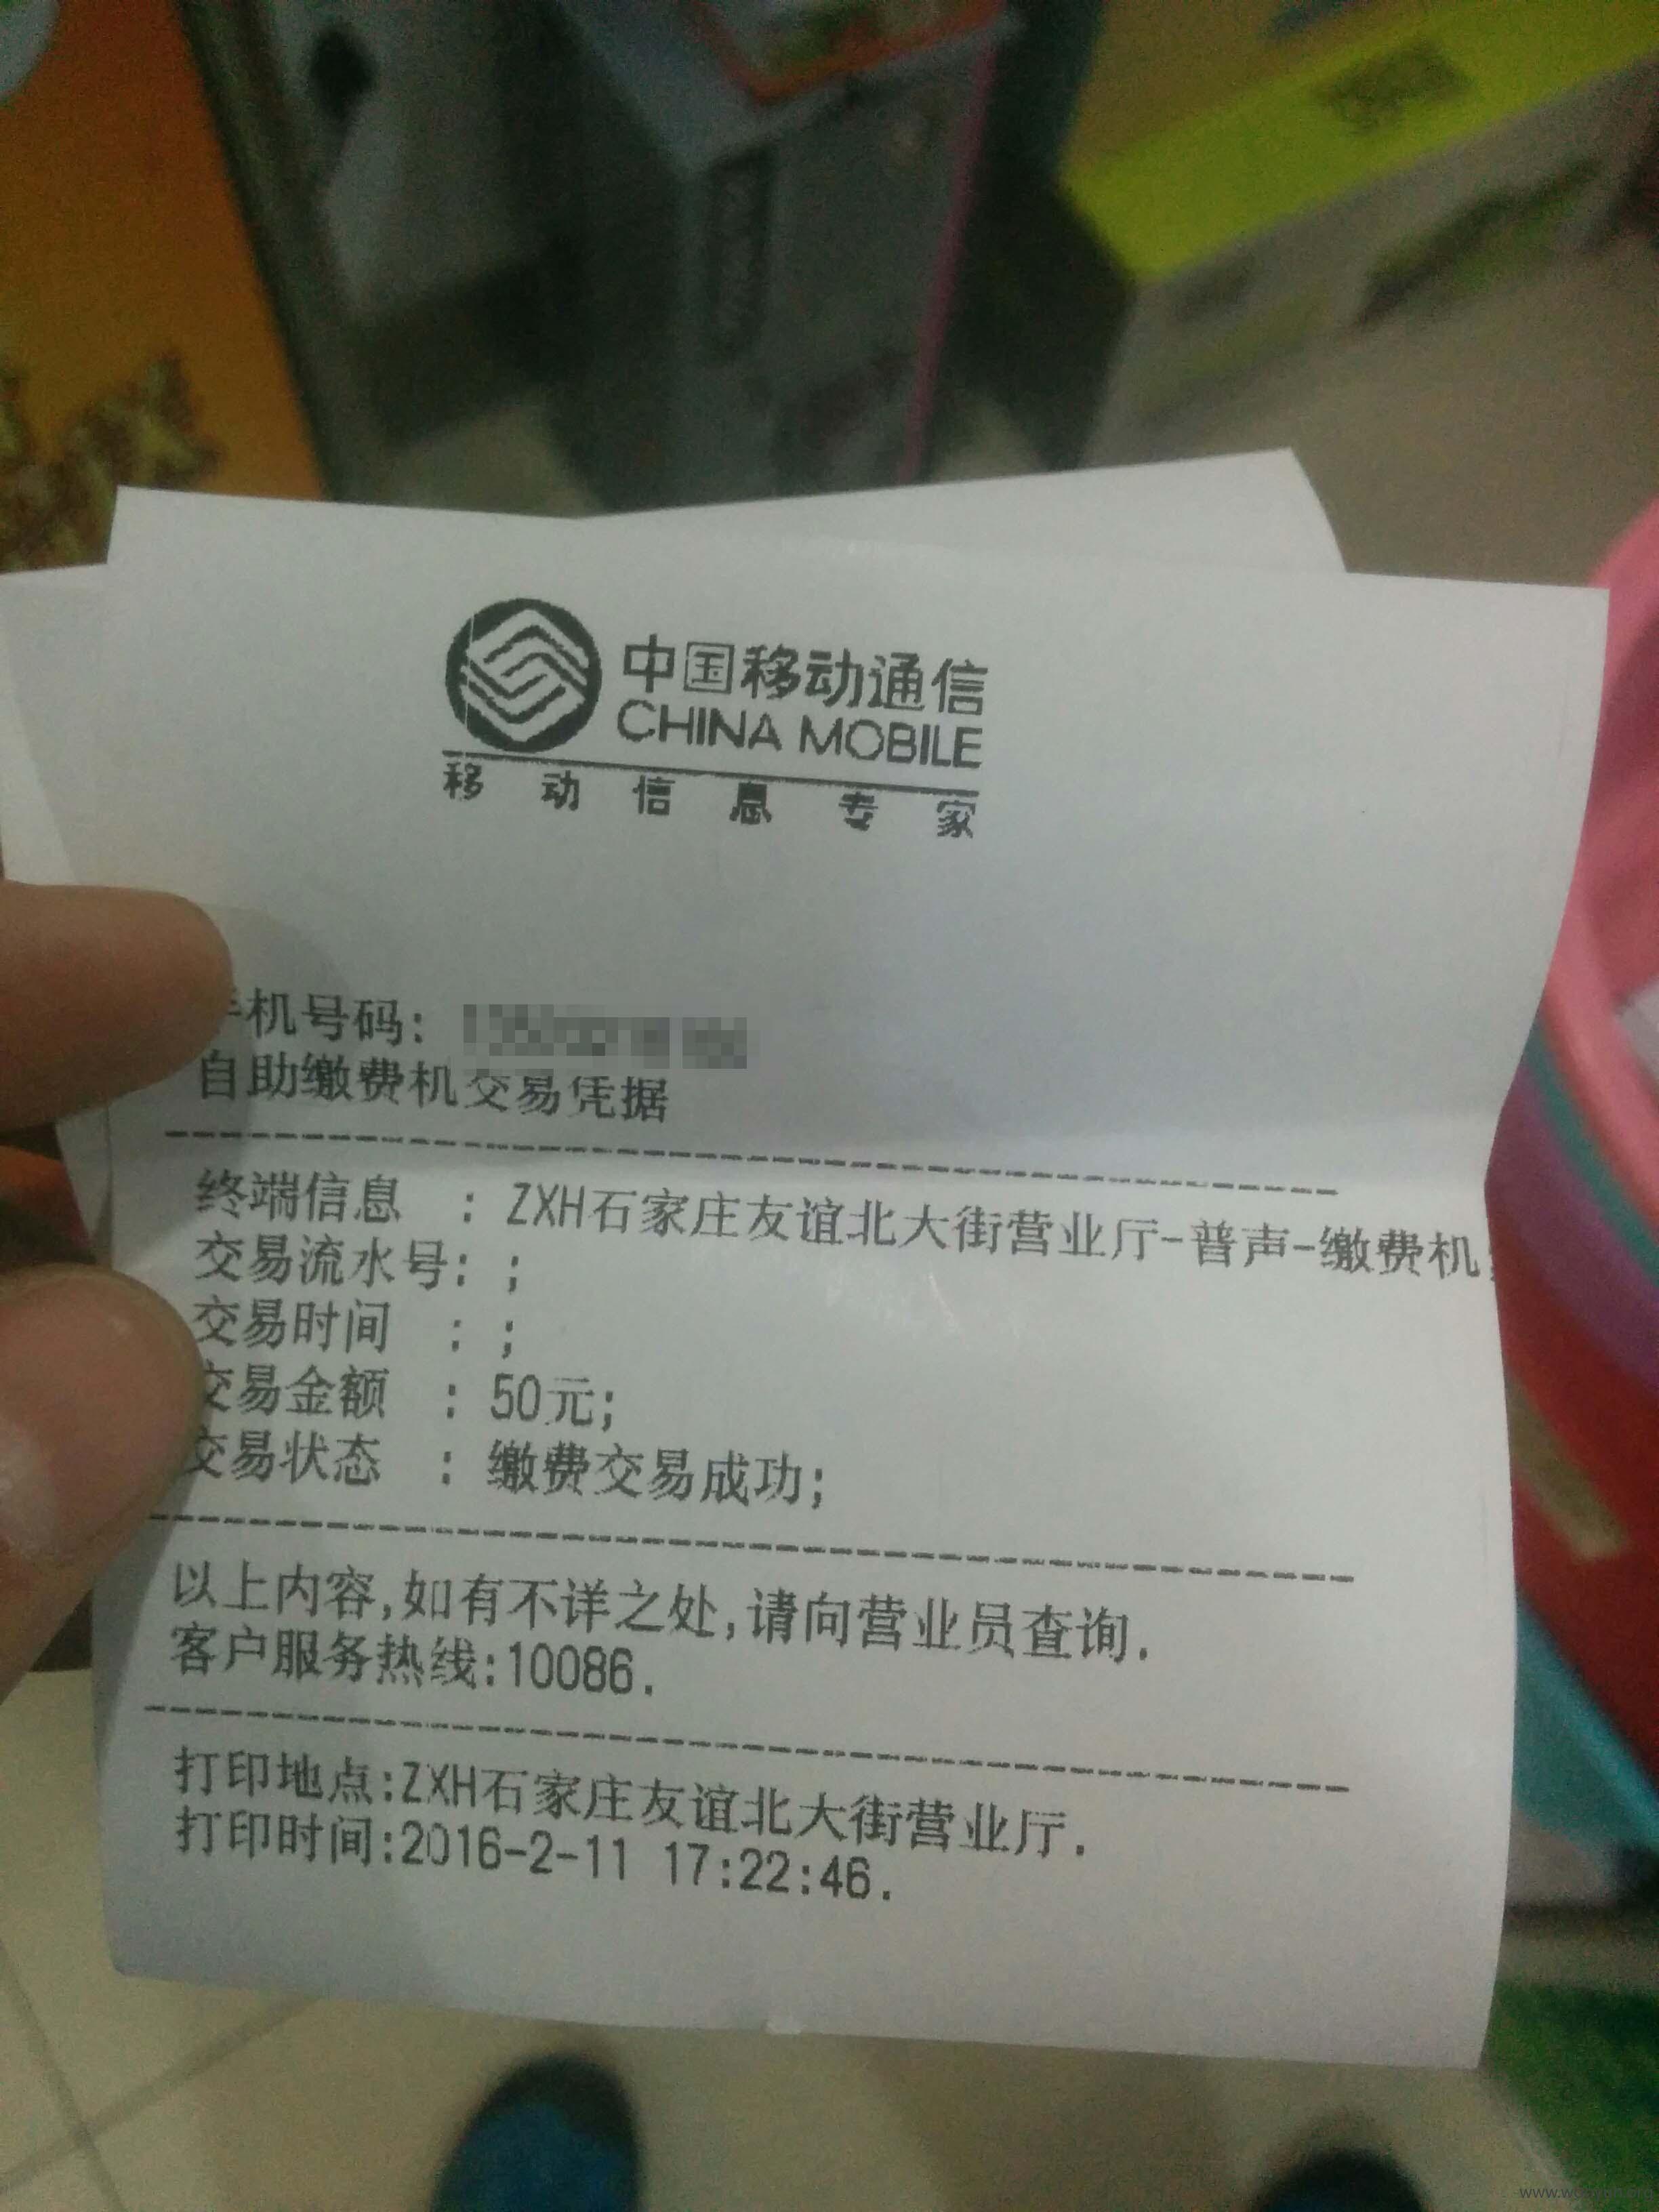 中国移动通信
CHINA MOBILE
移动信息专家
手机号码:
自助缴费机交易凭据
终端信息 : ZXH石家庄友谊北大街营业厅-普声-缴费机
交易流水号: ;
交易时间 : ;
交易金额 : 50元;
交易状态 : 缴费交易成功;
以上内容,如有不详之处,请向营业员查询.
客户服务热线:10086.
打印地点:ZXH石家庄友谊北大街营业厅.
打印时间:2016-2-11 17:22:46.